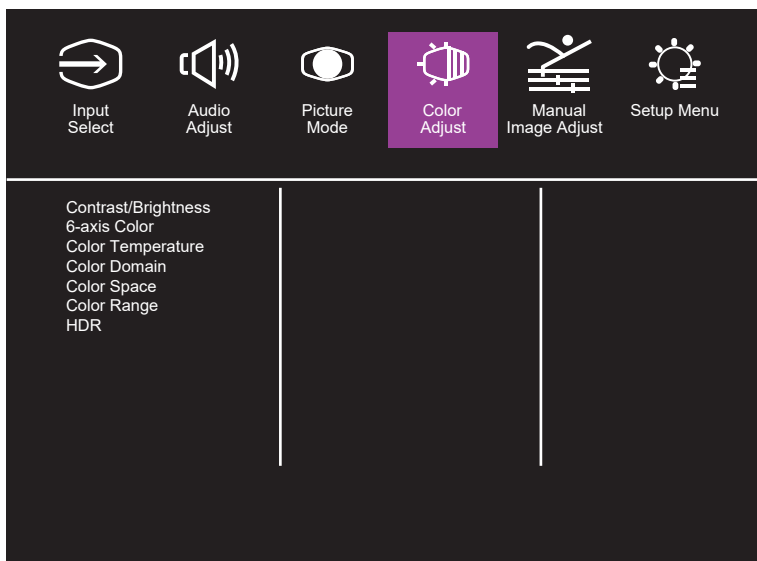 Input
Select
Audio
Adjust
Picture
Mode
Color
Adjust
Manual
Image Adjust
Setup Menu
Contrast/Brightness
6-axis Color
Color Temperature
Color Domain
Color Space
Color Range
HDR